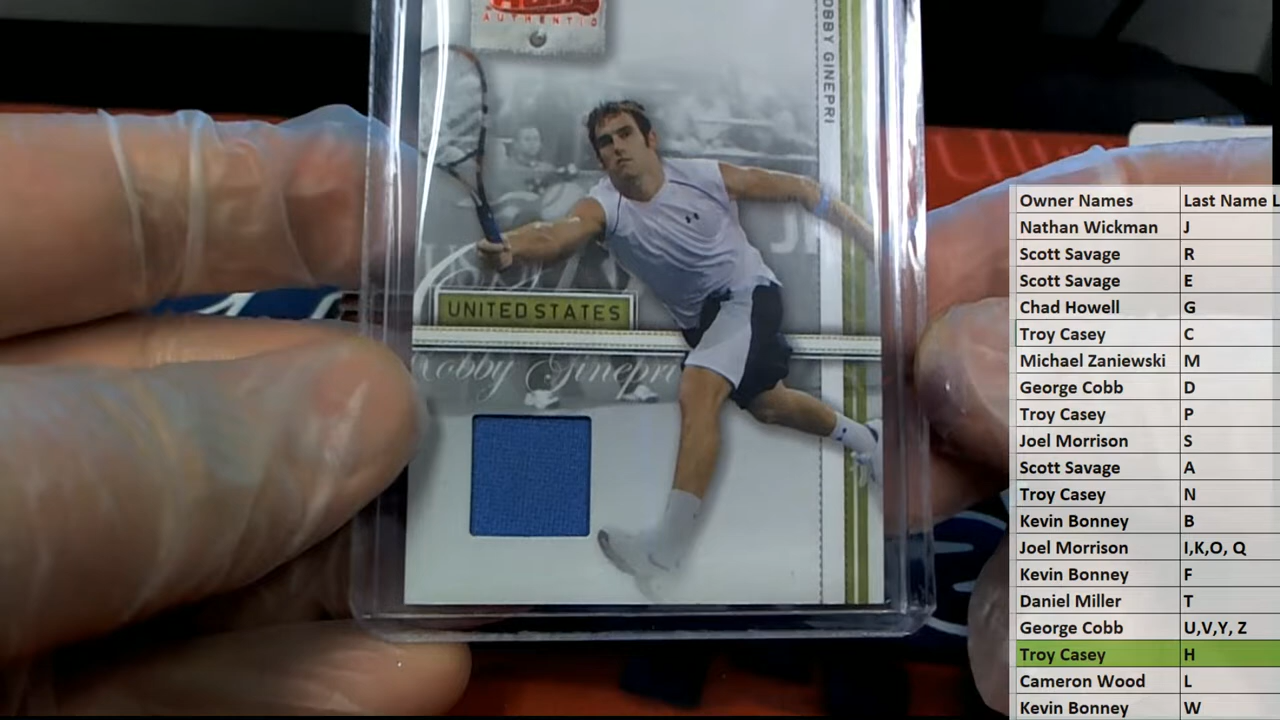 AUTHENTIC
OBBY GINEPRI
UNITED STATES
Robby Ginepri
Owner Names Last Name L
Nathan Wickman J
Scott Savage R
Scott Savage E
Chad Howell G
Troy Casey C
Michael Zaniewski M
George Cobb D
Troy Casey P
Joel Morrison S
Scott Savage A
Troy Casey N
Kevin Bonney B
Joel Morrison I,K,O, Q
Kevin Bonney F
Daniel Miller T
George Cobb U,V,Y, Z
Troy Casey H
Cameron Wood L
Kevin Bonney W